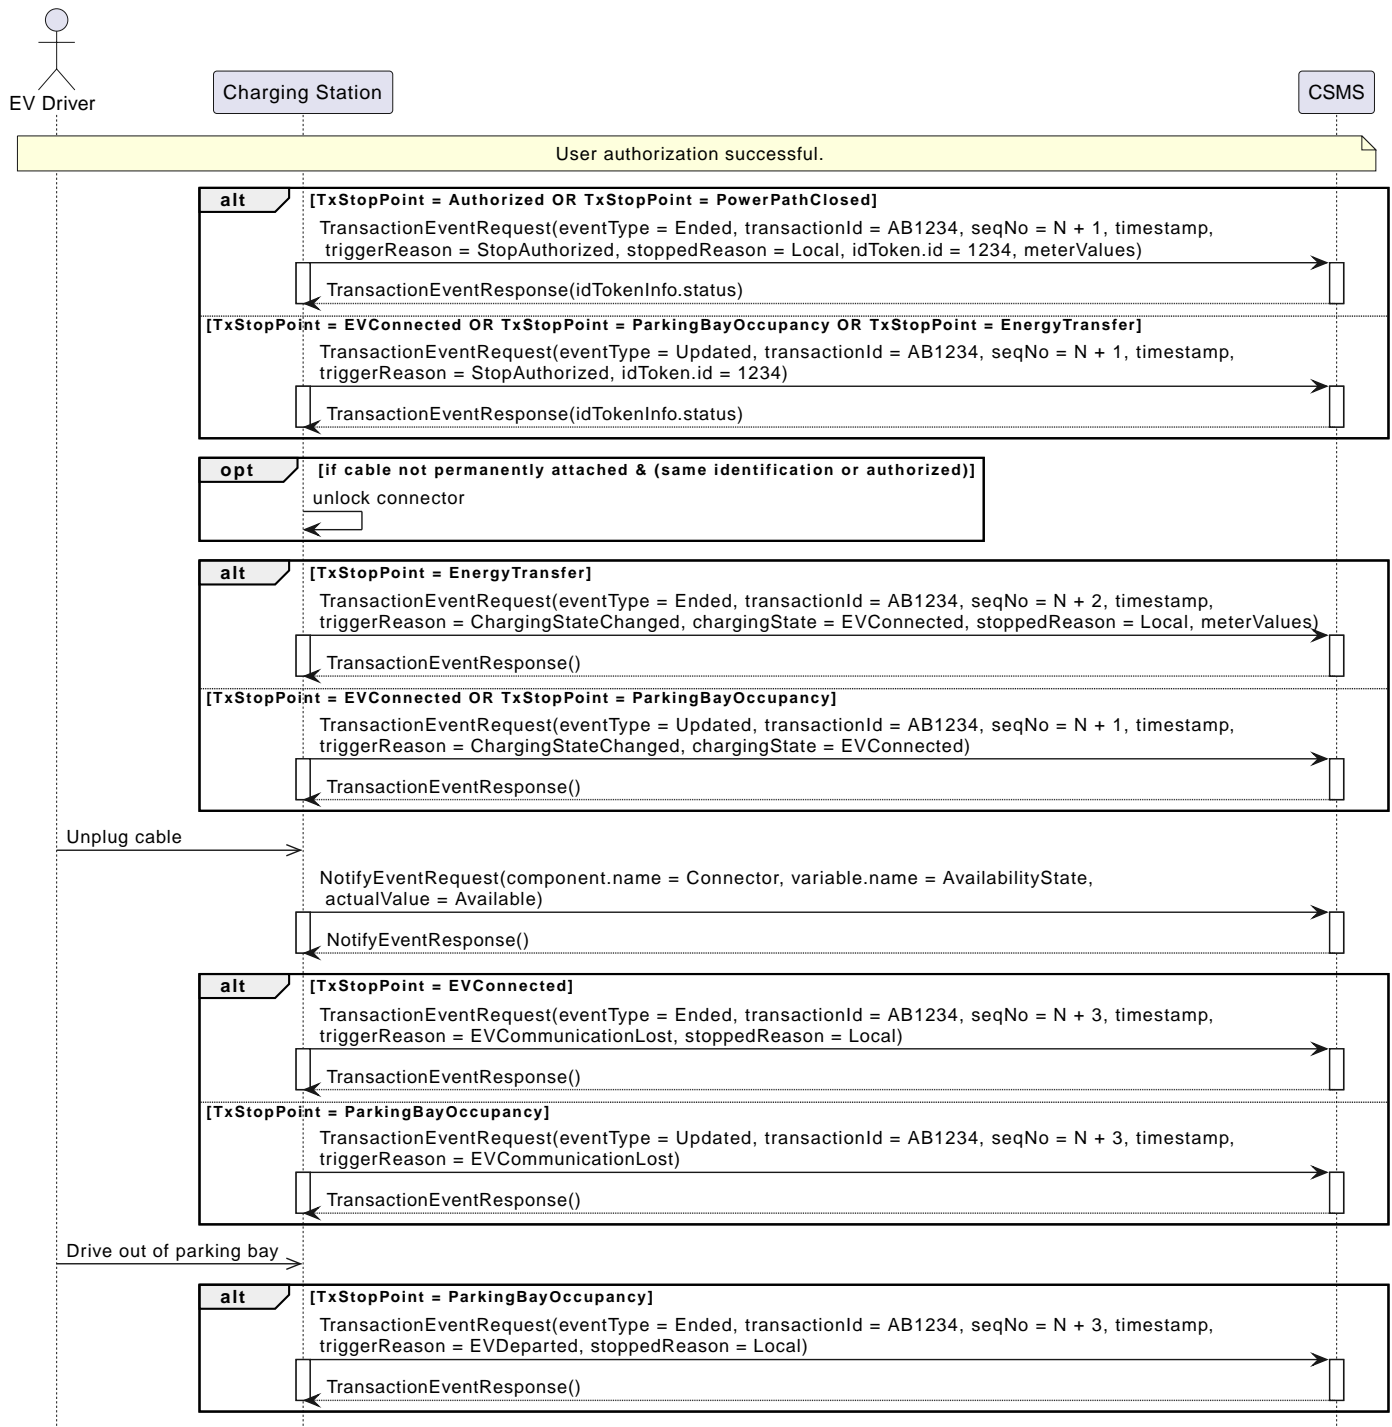 EV Driver
Charging Station
CSMS
User authorization successful.
alt
[TxStopPoint = Authorized OR TxStopPoint = PowerPathClosed]
TransactionEventRequest(eventType = Ended, transactionId = AB1234, seqNo = N + 1, timestamp,
triggerReason = StopAuthorized, stoppedReason = Local, idToken.id = 1234, meterValues)
TransactionEventResponse(idTokenInfo.status)
[TxStopPoint = EVConnected OR TxStopPoint = ParkingBayOccupancy OR TxStopPoint = EnergyTransfer]
TransactionEventRequest(eventType = Updated, transactionId = AB1234, seqNo = N + 1, timestamp,
triggerReason = StopAuthorized, idToken.id = 1234)
TransactionEventResponse(idTokenInfo.status)
opt
[if cable not permanently attached & (same identification or authorized)]
unlock connector
alt
[TxStopPoint = EnergyTransfer]
TransactionEventRequest(eventType = Ended, transactionId = AB1234, seqNo = N + 2, timestamp,
triggerReason = ChargingStateChanged, chargingState = EVConnected, stoppedReason = Local, meterValues)
TransactionEventResponse()
[TxStopPoint = EVConnected OR TxStopPoint = ParkingBayOccupancy]
TransactionEventRequest(eventType = Updated, transactionId = AB1234, seqNo = N + 1, timestamp,
triggerReason = ChargingStateChanged, chargingState = EVConnected)
TransactionEventResponse()
Unplug cable
NotifyEventRequest(component.name = Connector, variable.name = AvailabilityState,
actualValue = Available)
NotifyEventResponse()
alt
[TxStopPoint = EVConnected]
TransactionEventRequest(eventType = Ended, transactionId = AB1234, seqNo = N + 3, timestamp,
triggerReason = EVCommunicationLost, stoppedReason = Local)
TransactionEventResponse()
[TxStopPoint = ParkingBayOccupancy]
TransactionEventRequest(eventType = Updated, transactionId = AB1234, seqNo = N + 3, timestamp,
triggerReason = EVCommunicationLost)
TransactionEventResponse()
Drive out of parking bay
alt
[TxStopPoint = ParkingBayOccupancy]
TransactionEventRequest(eventType = Ended, transactionId = AB1234, seqNo = N + 3, timestamp,
triggerReason = EVDeparted, stoppedReason = Local)
TransactionEventResponse()